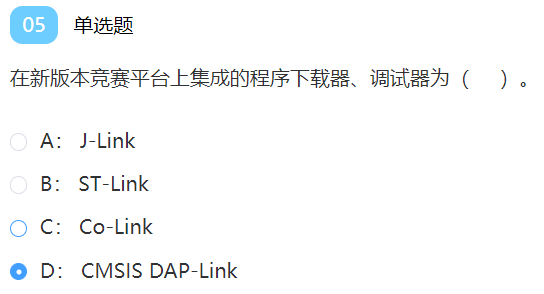 05 单选题
在新版本竞赛平台上集成的程序下载器、调试器为（ ）。
A： J-Link
B： ST-Link
C： Co-Link
D： CMSIS DAP-Link